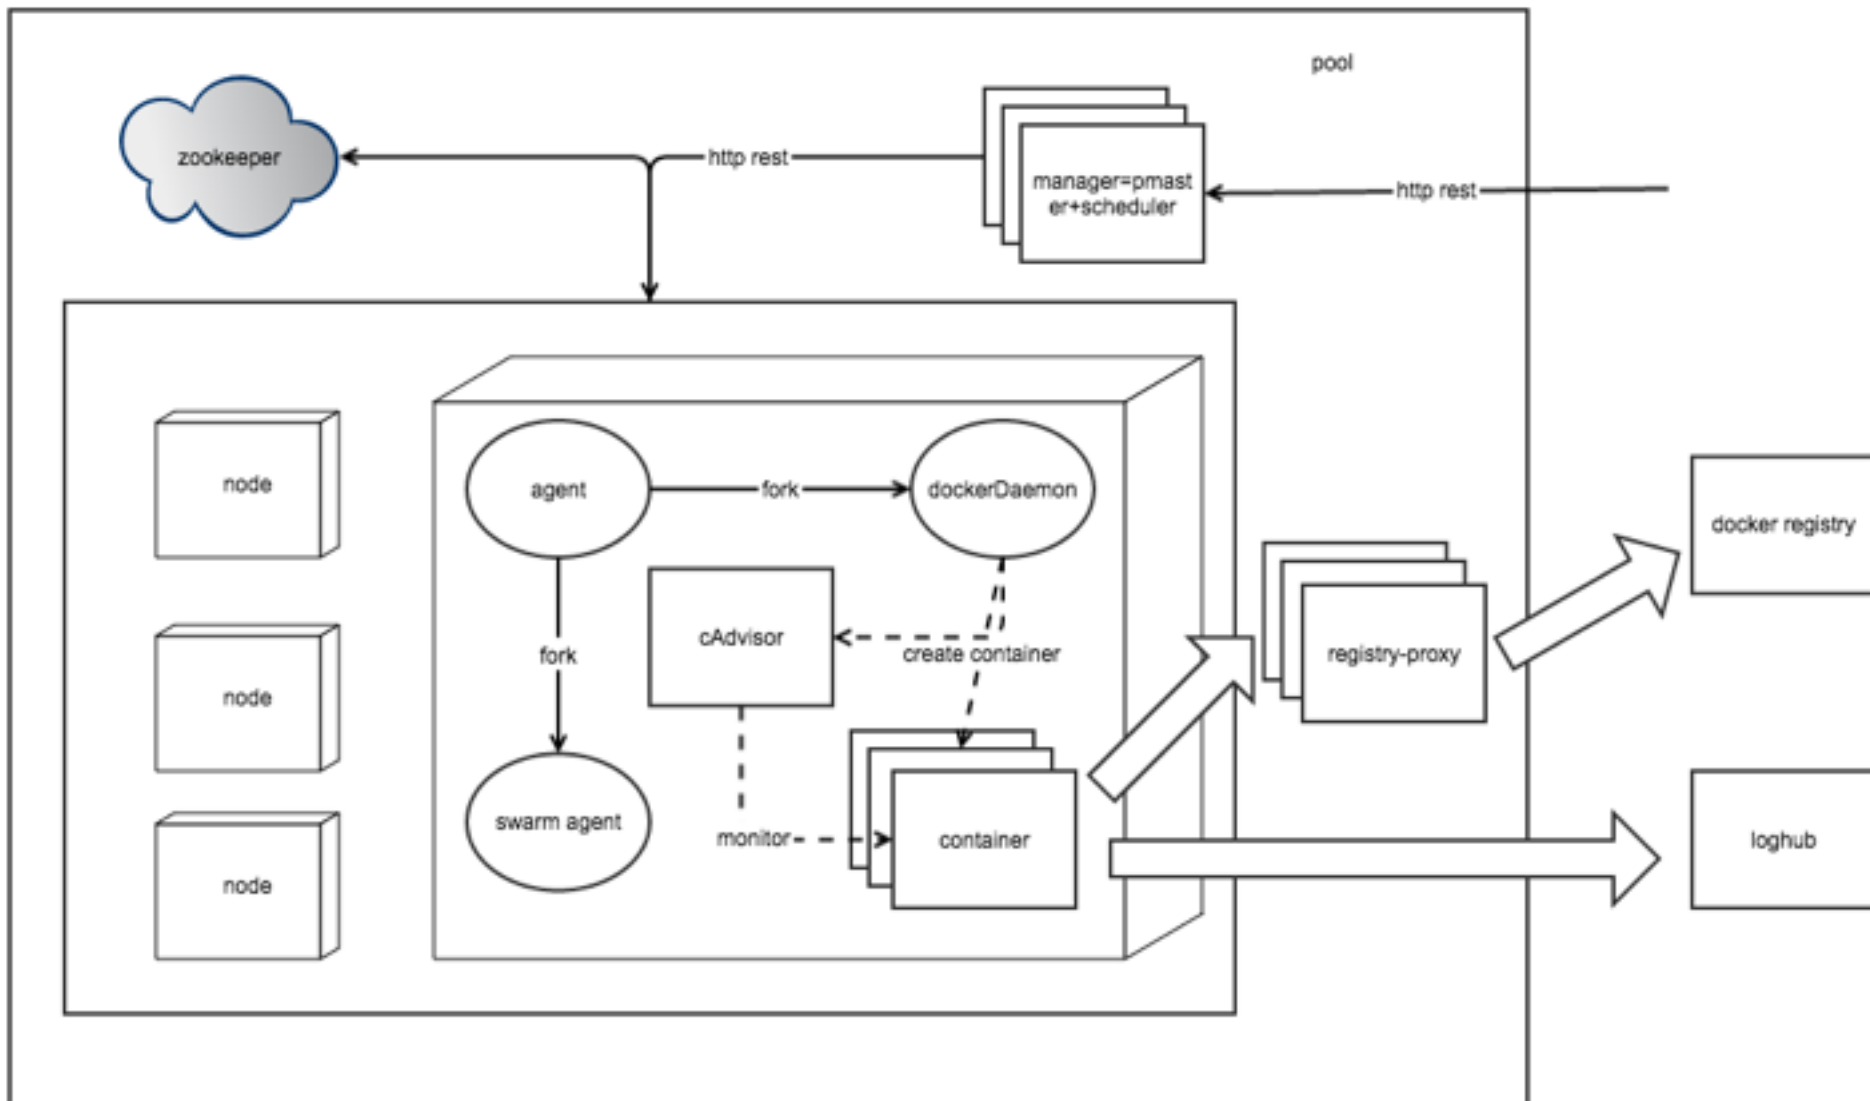 pool
zookeeper
http rest
manager=pmast
er+scheduler
http rest
node
agent
fork
dockerDaemon
docker registry
cAdvisor
create container
registry-proxy
fork
node
swarm agent
monitor
container
loghub
node